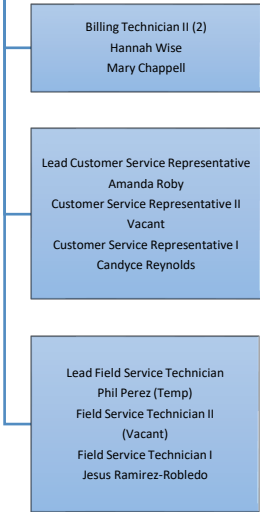 Billing Technician II (2)
Hannah Wise
Mary Chappell
Lead Customer Service Representative
Amanda Roby
Customer Service Representative II
Vacant
Customer Service Representative I
Candyce Reynolds
Lead Field Service Technician
Phil Perez (Temp)
Field Service Technician II
(Vacant)
Field Service Technician I
Jesus Ramirez-Robledo